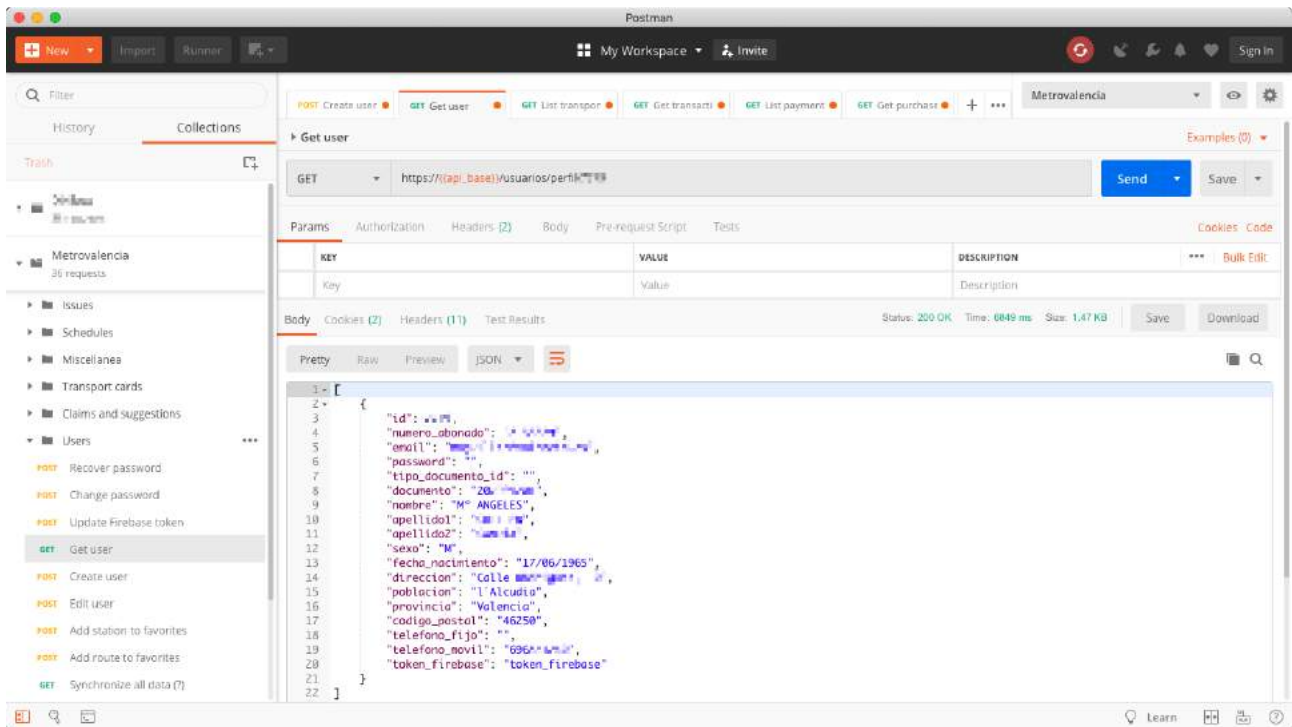 Postman
New
Import
Runner
My Workspace
Invite
Sign In
Filter
History
Collections
Trash
Metrovalencia
36 requests
Issues
Schedules
Miscellanea
Transport cards
Claims and suggestions
Users
POST Recover password
POST Change password
POST Update Firebase token
GET Get user
POST Create user
POST Edit user
POST Add station to favorites
POST Add route to favorites
GET Synchronize all data (?)
POST Create user
GET Get user
GET List transpor
GET Get transacti
GET List payment
GET Get purchase
Metrovalencia
Get user
Examples (0)
GET
https://{{api_base}}/usuarios/perfil
Send
Save
Params Authorization Headers (2) Body Pre-request Script Tests
Cookies Code
KEY VALUE DESCRIPTION
Bulk Edit
Key Value Description
Body Cookies (2) Headers (11) Test Results
Status: 200 OK Time: 6049 ms Size: 1.47 KB
Save
Download
Pretty Raw Preview JSON
1 [
2 {
3 "id":
4 "numero_abonado":
5 "email":
6 "password": "",
7 "tipo_documento_id": "",
8 "documento": "20
9 "nombre": "Mº ANGELES",
10 "apellido1":
11 "apellido2":
12 "sexo": "M",
13 "fecha_nacimiento": "17/06/1965",
14 "direccion": "Calle
15 "poblacion": "l'Alcudia",
16 "provincia": "Valencia",
17 "codigo_postal": "46250",
18 "telefono_fijo": "",
19 "telefono_movil": "696
20 "token_firebase": "token_firebase"
21 }
22 ]
Learn